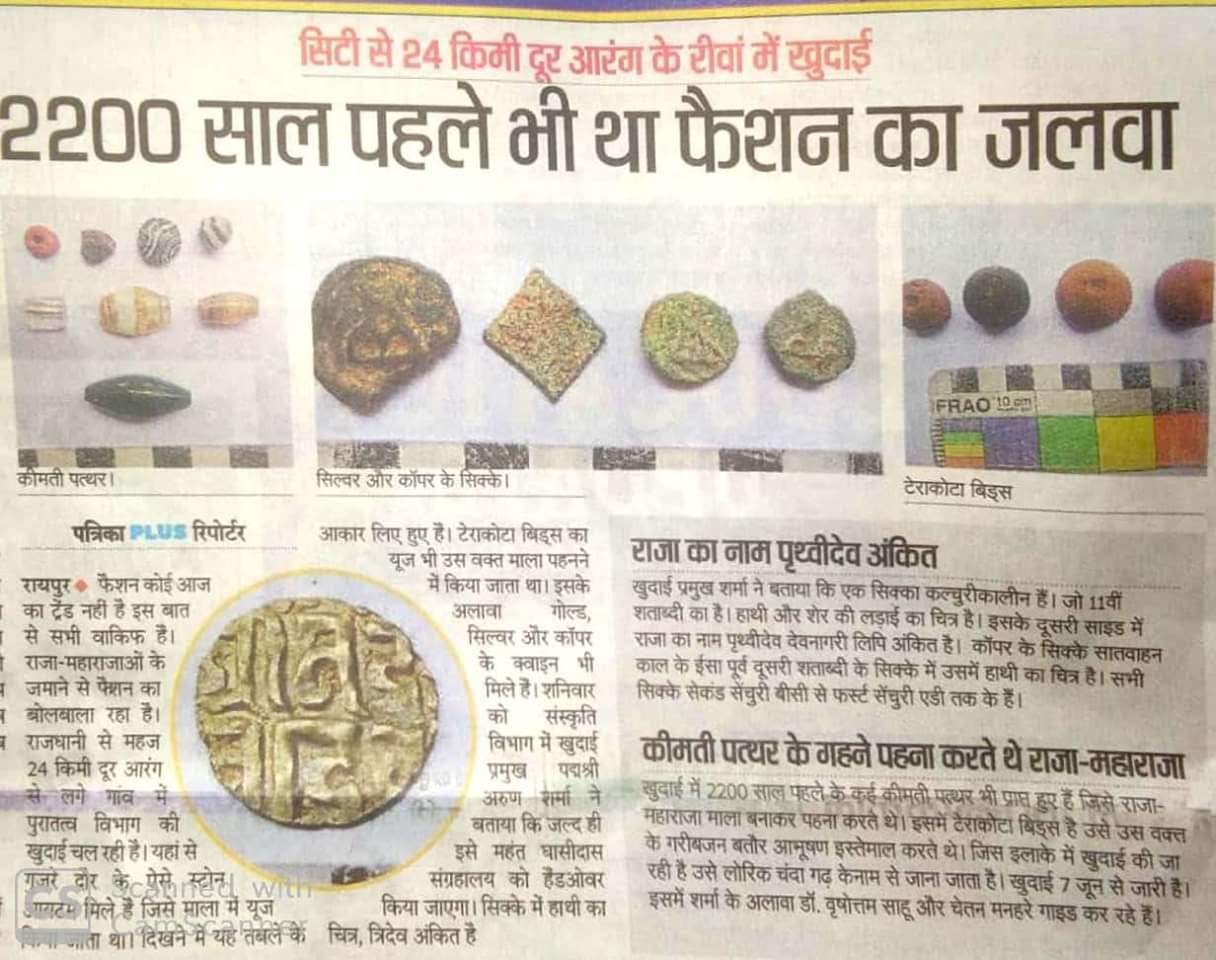 सिटी से 24 किमी दूर आरंग के रीवां में खुदाई
2200 साल पहले भी था फैशन का जलवा
FRAO 10 cm
कीमती पत्थर।
सिल्वर और कॉपर के सिक्के।
टेराकोटा बिड्स
पत्रिका PLUS रिपोर्टर
रायपुर ◆ फैशन कोई आज
का ट्रेंड नहीं है इस बात
से सभी वाकिफ है।
राजा-महाराजाओं के
जमाने से फैशन का
बोलबाला रहा है।
राजधानी से महज
24 किमी दूर आरंग
से लगे गांव में
पुरातत्व विभाग की
खुदाई चल रही है। यहां से
गुजरे दौर के ऐसे स्टोन
आयटम मिले हैं जिसे माला में यूज
किया जाता था। दिखने में यह तबले के
आकार लिए हुए है। टेराकोटा बिड्स का
यूज भी उस वक्त माला पहनने
में किया जाता था। इसके
अलावा गोल्ड,
सिल्वर और कॉपर
के क्वाइन भी
मिले हैं। शनिवार
को संस्कृति
विभाग में खुदाई
प्रमुख पद्मश्री
अरुण शर्मा ने
बताया कि जल्द ही
इसे महंत घासीदास
संग्रहालय को हैंडओवर
किया जाएगा। सिक्के में हाथी का
चित्र, त्रिदेव अंकित है
राजा का नाम पृथ्वीदेव अंकित
खुदाई प्रमुख शर्मा ने बताया कि एक सिक्का कल्चुरीकालीन हैं। जो 11वीं
शताब्दी का है। हाथी और शेर की लड़ाई का चित्र है। इसके दूसरी साइड में
राजा का नाम पृथ्वीदेव देवनागरी लिपि अंकित है। कॉपर के सिक्के सातवाहन
काल के ईसा पूर्व दूसरी शताब्दी के सिक्के में उसमें हाथी का चित्र है। सभी
सिक्के सेकंड सेंचुरी बीसी से फर्स्ट सेंचुरी एडी तक के हैं।
कीमती पत्थर के गहने पहना करते थे राजा-महाराजा
खुदाई में 2200 साल पहले के कई कीमती पत्थर भी प्राप्त हुए हैं जिसे राजा-
महाराजा माला बनाकर पहना करते थे। इसमें टेराकोटा बिड्स है उसे उस वक्त
के गरीबजन बतौर आभूषण इस्तेमाल करते थे। जिस इलाके में खुदाई की जा
रही है उसे लोरिक चंदा गढ़ केनाम से जाना जाता है। खुदाई 7 जून से जारी है।
इसमें शर्मा के अलावा डॉ. वृषोत्तम साहू और चेतन मनहरे गाइड कर रहे हैं।
CS Scanned with
CamScanner